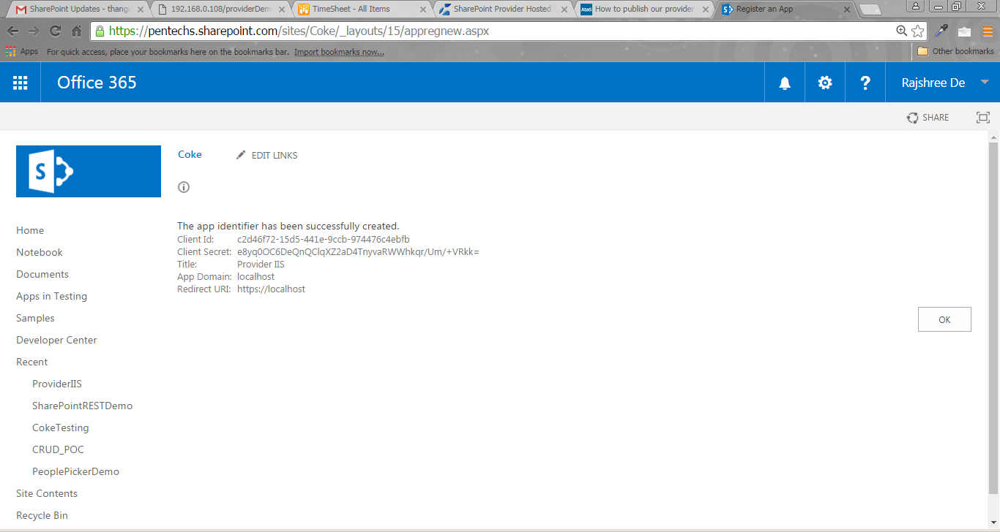 SharePoint Updates - thangu
192.168.0.108/providerDem
TimeSheet - All Items
SharePoint Provider Hosted
Atos
How to publish our provider
Register an App
https://pentechs.sharepoint.com/sites/Coke/_layouts/15/appregnew.aspx
Apps
For quick access, place your bookmarks here on the bookmarks bar. Import bookmarks now...
Other bookmarks
Office 365
?
Rajshree De
SHARE
S
Coke
EDIT LINKS
The app identifier has been successfully created.
Client Id: c2d46f72-15d5-441e-9ccb-974476c4ebfb
Client Secret: e8yq0OC6DeQnQClqXZ2aD4TnyvaRWWhkqr/Um/+VRkk=
Title: Provider IIS
App Domain: localhost
Redirect URI: https://localhost
OK
Home
Notebook
Documents
Apps in Testing
Samples
Developer Center
Recent
ProviderIIS
SharePointRESTDemo
CokeTesting
CRUD_POC
PeoplePickerDemo
Site Contents
Recycle Bin